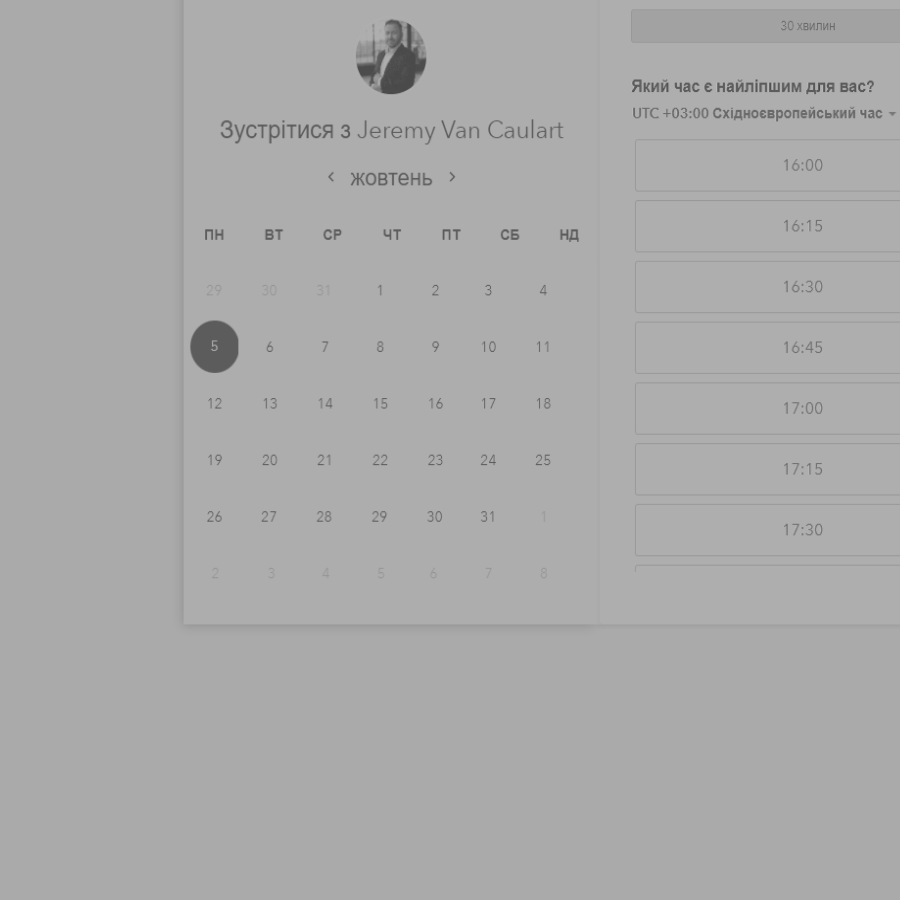 Зустрітися з Jeremy Van Caulart
жовтень
ПН ВТ СР ЧТ ПТ СБ НД
29 30 31 1 2 3 4
5 6 7 8 9 10 11
12 13 14 15 16 17 18
19 20 21 22 23 24 25
26 27 28 29 30 31 1
2 3 4 5 6 7 8
30 хвилин
Який час є найліпшим для вас?
UTC +03:00 Східноєвропейський час
16:00
16:15
16:30
16:45
17:00
17:15
17:30